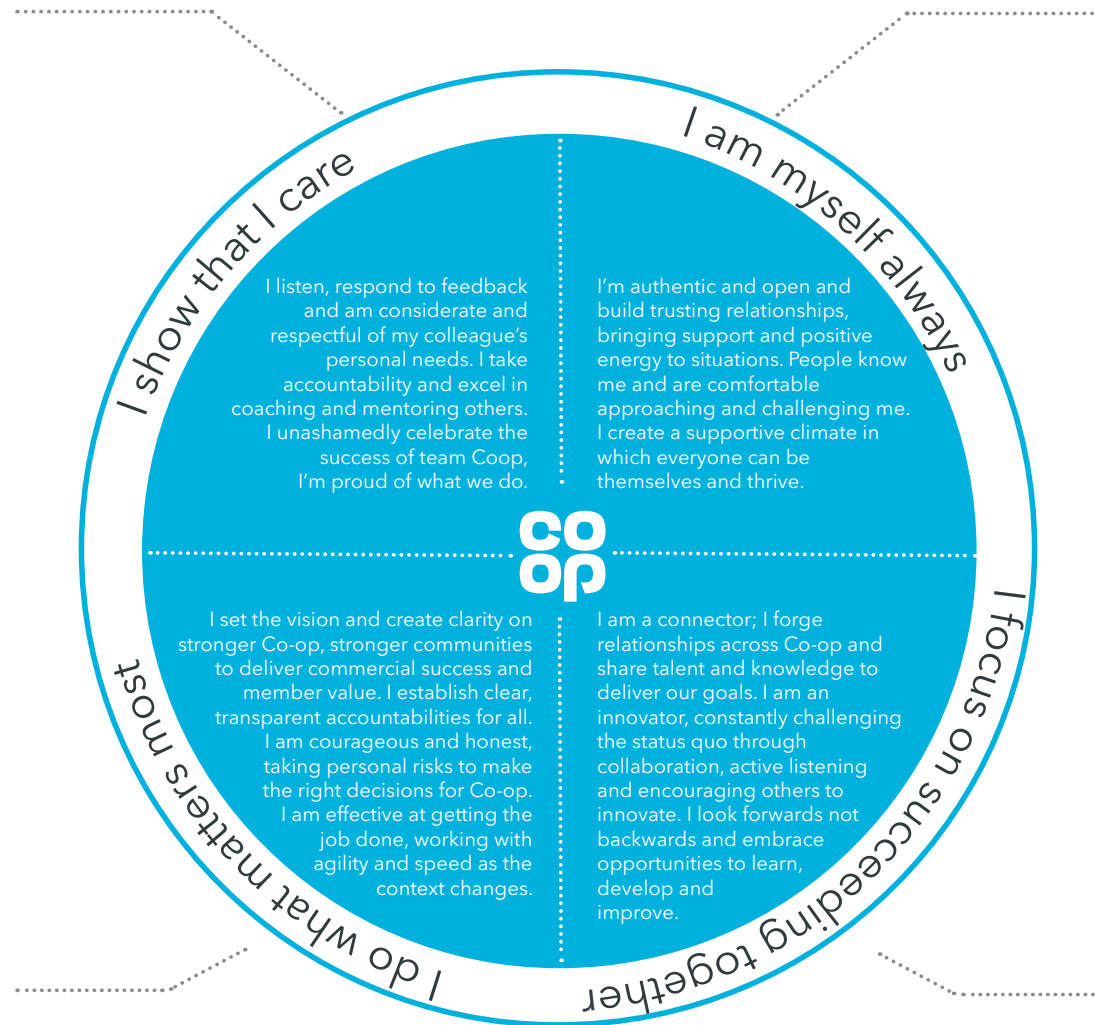 I show that I care
I listen, respond to feedback
and am considerate and
respectful of my colleague’s
personal needs. I take
accountability and excel in
coaching and mentoring others.
I unashamedly celebrate the
success of team Coop,
I’m proud of what we do.
I am myself always
I’m authentic and open and
build trusting relationships,
bringing support and positive
energy to situations. People know
me and are comfortable
approaching and challenging me.
I create a supportive climate in
which everyone can be
themselves and thrive.
co
op
I do what matters most
I set the vision and create clarity on
stronger Co-op, stronger communities
to deliver commercial success and
member value. I establish clear,
transparent accountabilities for all.
I am courageous and honest,
taking personal risks to make
the right decisions for Co-op.
I am effective at getting the
job done, working with
agility and speed as the
context changes.
I focus on succeeding together
I am a connector; I forge
relationships across Co-op and
share talent and knowledge to
deliver our goals. I am an
innovator, constantly challenging
the status quo through
collaboration, active listening
and encouraging others to
innovate. I look forwards not
backwards and embrace
opportunities to learn,
develop and
improve.